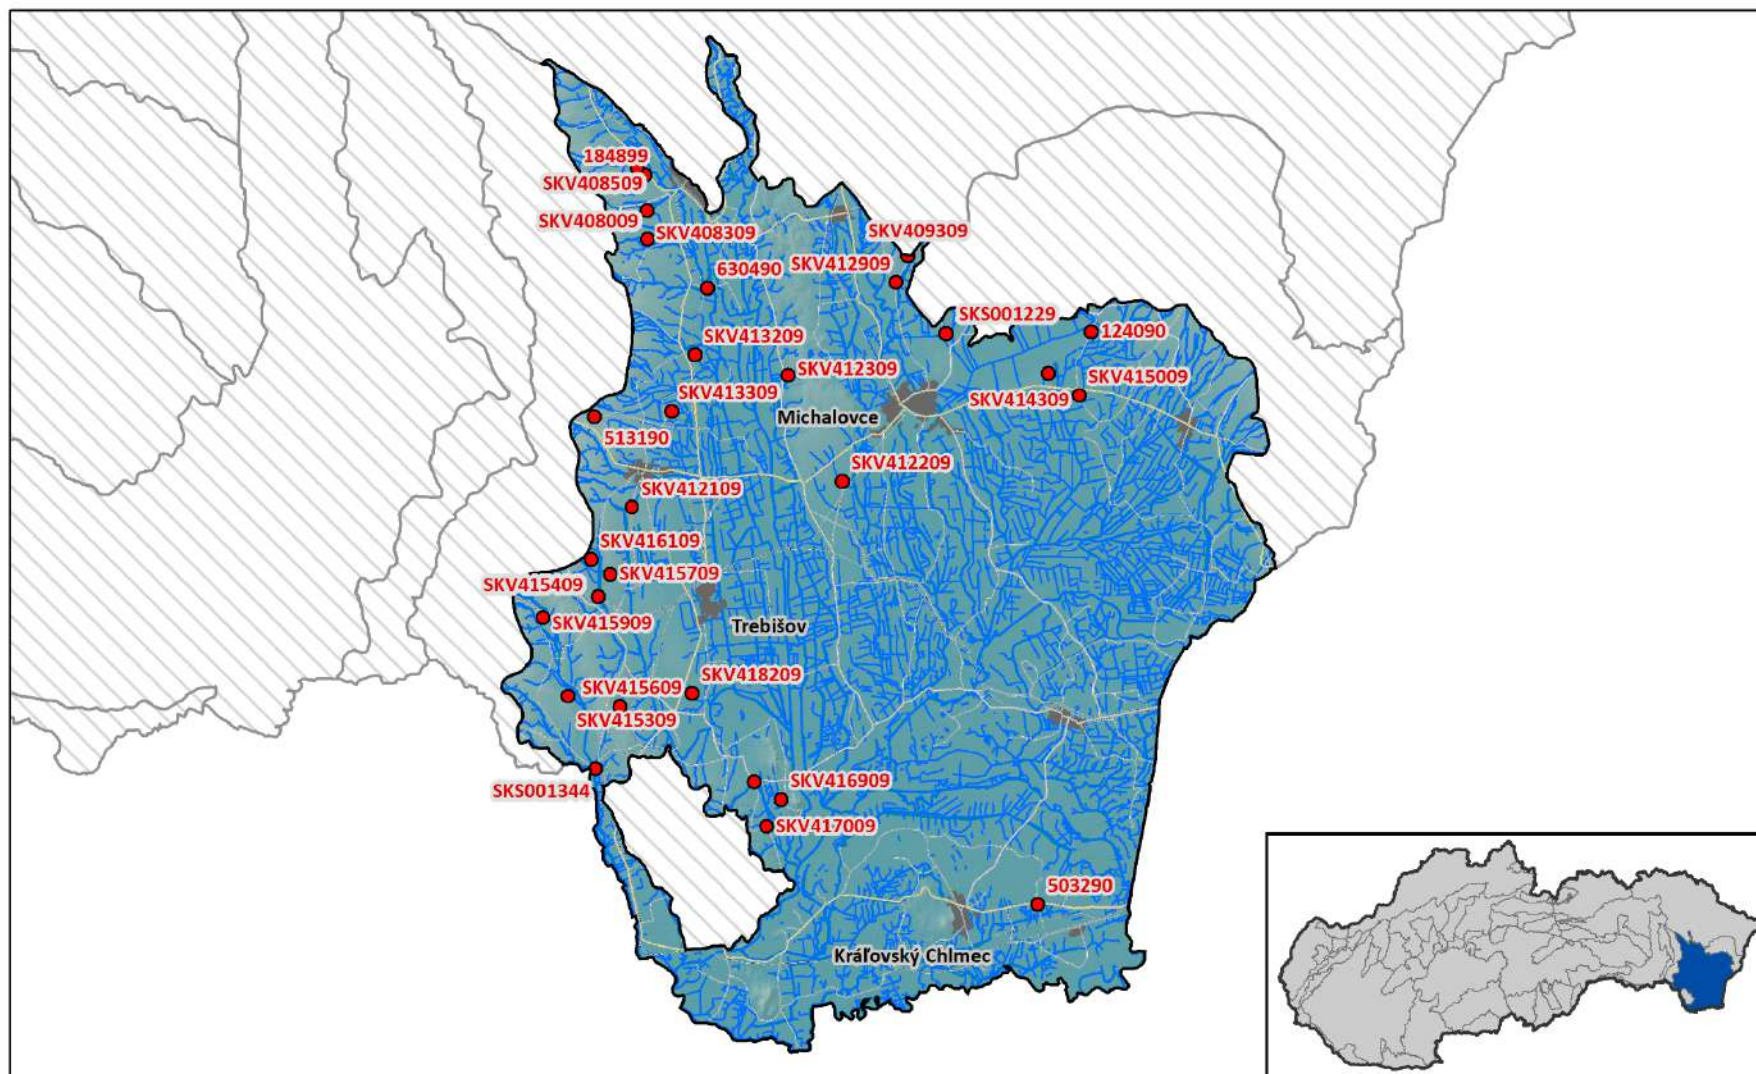 184899
SKV408509
SKV408009
SKV408309
SKV409309
SKV412909
630490
SKS001229
124090
SKV413209
SKV412309
SKV415009
SKV414309
SKV413309
Michalovce
513190
SKV412209
SKV412109
SKV416109
SKV415709
SKV415409
SKV415909
Trebišov
SKV418209
SKV415609
SKV415309
SKS001344
SKV416909
SKV417009
503290
Kráľovský Chlmec